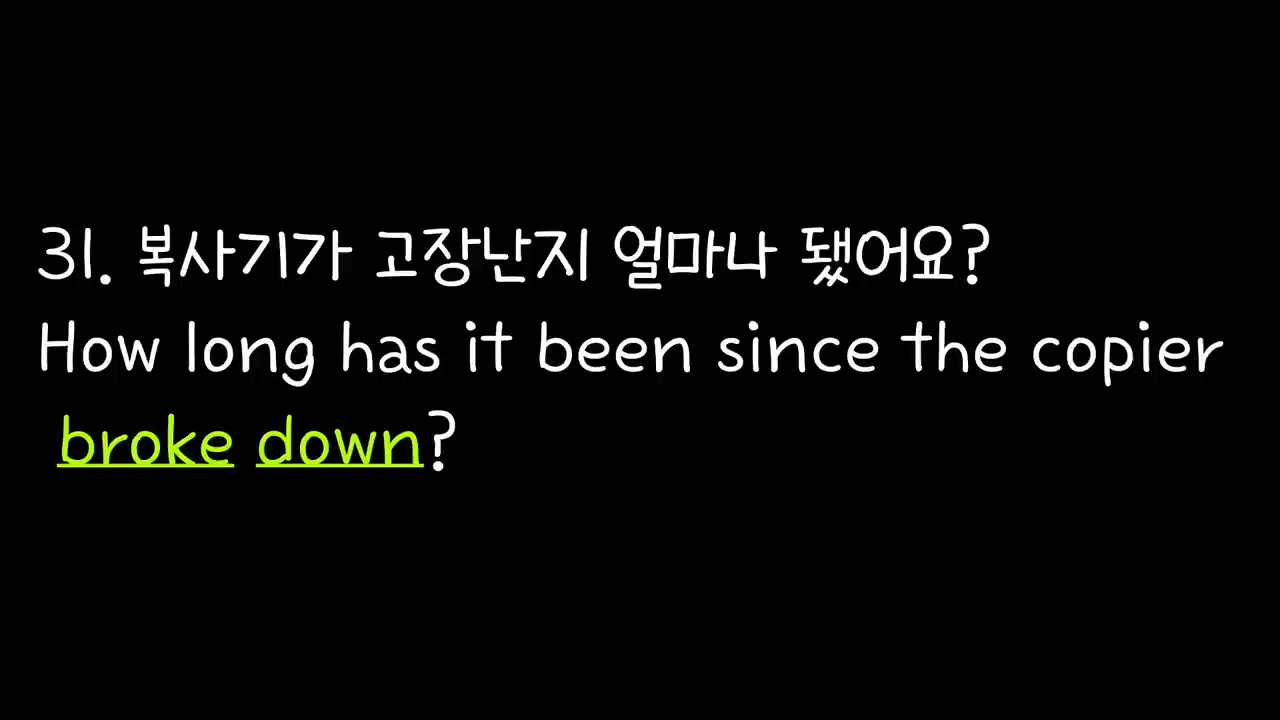 31. 복사기가 고장난지 얼마나 됐어요?
How long has it been since the copier
broke down?